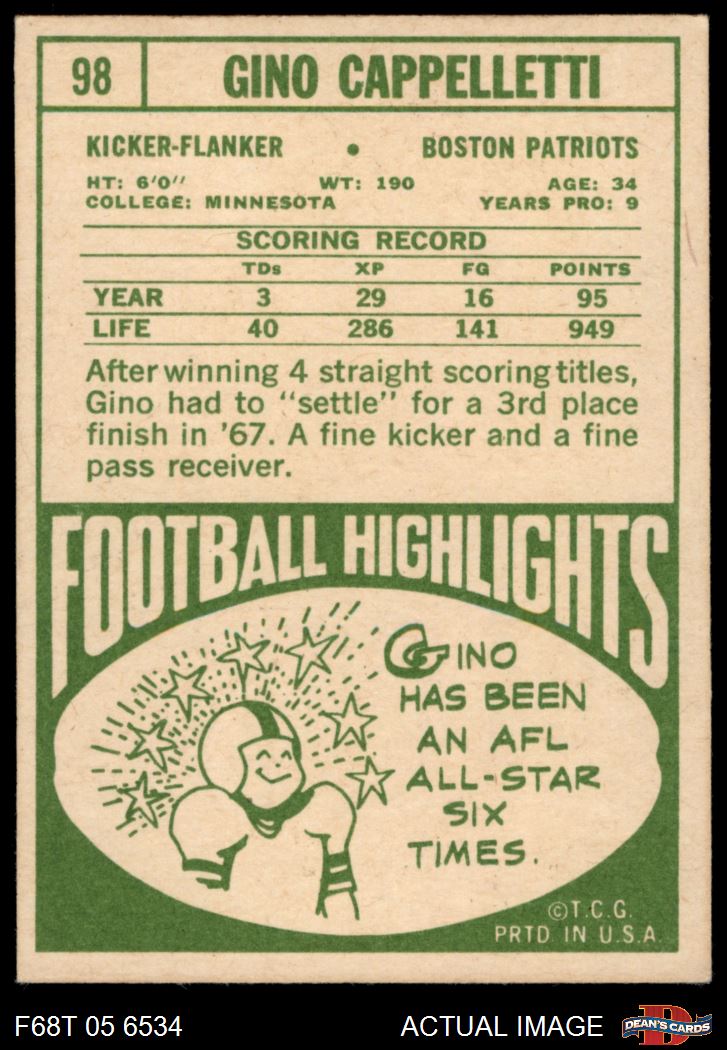 98 GINO CAPPELLETTI
KICKER-FLANKER • BOSTON PATRIOTS
HT: 6'0" WT: 190 AGE: 34
COLLEGE: MINNESOTA YEARS PRO: 9
SCORING RECORD
TDs XP FG POINTS
YEAR 3 29 16 95
LIFE 40 286 141 949
After winning 4 straight scoring titles,
Gino had to "settle" for a 3rd place
finish in '67. A fine kicker and a fine
pass receiver.
FOOTBALL HIGHLIGHTS
GINO
HAS BEEN
AN AFL
ALL-STAR
SIX
TIMES.
©T.C.G.
PRTD IN U.S.A.
F68T 05 6534 ACTUAL IMAGE D DEAN'S CARDS